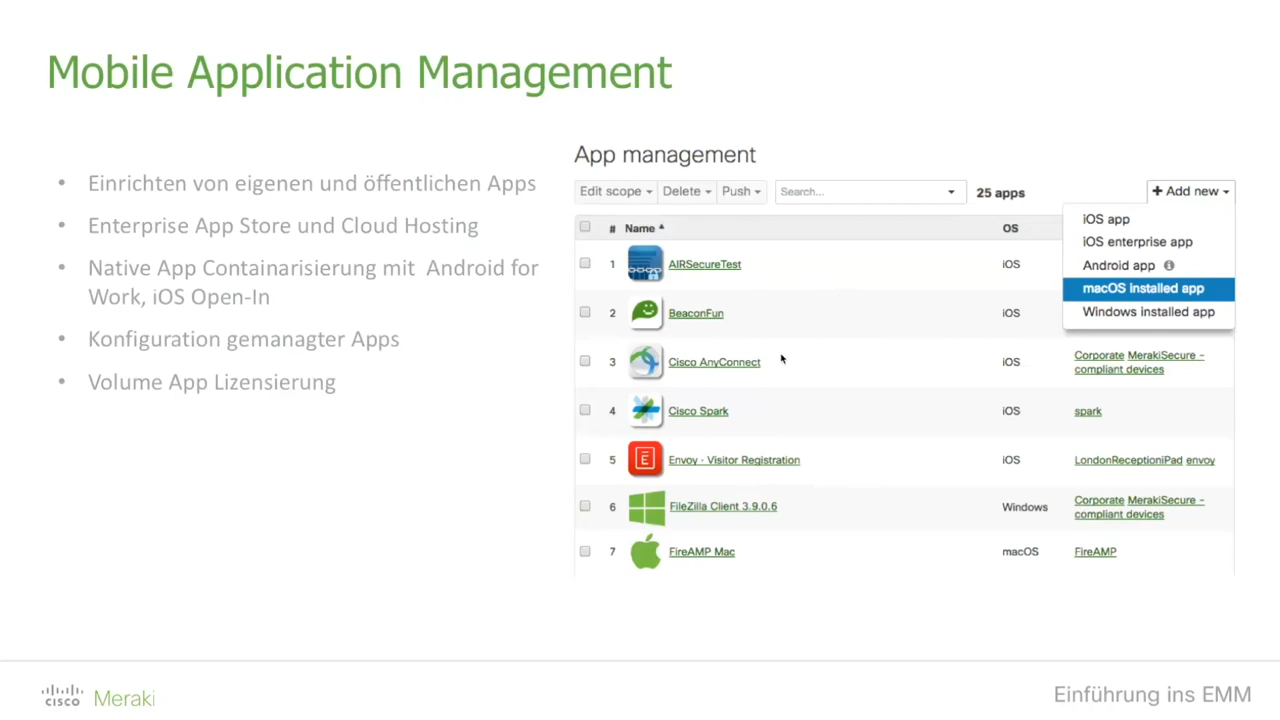 Mobile Application Management
• Einrichten von eigenen und öffentlichen Apps
• Enterprise App Store und Cloud Hosting
• Native App Containarisierung mit Android for
Work, iOS Open-In
• Konfiguration gemanagter Apps
• Volume App Lizensierung
App management
Edit scope Delete Push Search... 25 apps + Add new
# Name OS
iOS app
iOS enterprise app
Android app
macOS installed app
Windows installed app
1 AIRSecureTest iOS
2 BeaconFun iOS
3 Cisco AnyConnect iOS Corporate MerakiSecure -
compliant devices
4 Cisco Spark iOS spark
5 Envoy - Visitor Registration iOS LondonReceptioniPad envoy
6 FileZilla Client 3.9.0.6 Windows Corporate MerakiSecure -
compliant devices
7 FireAMP Mac macOS FireAMP
CISCO Meraki
Einführung ins EMM